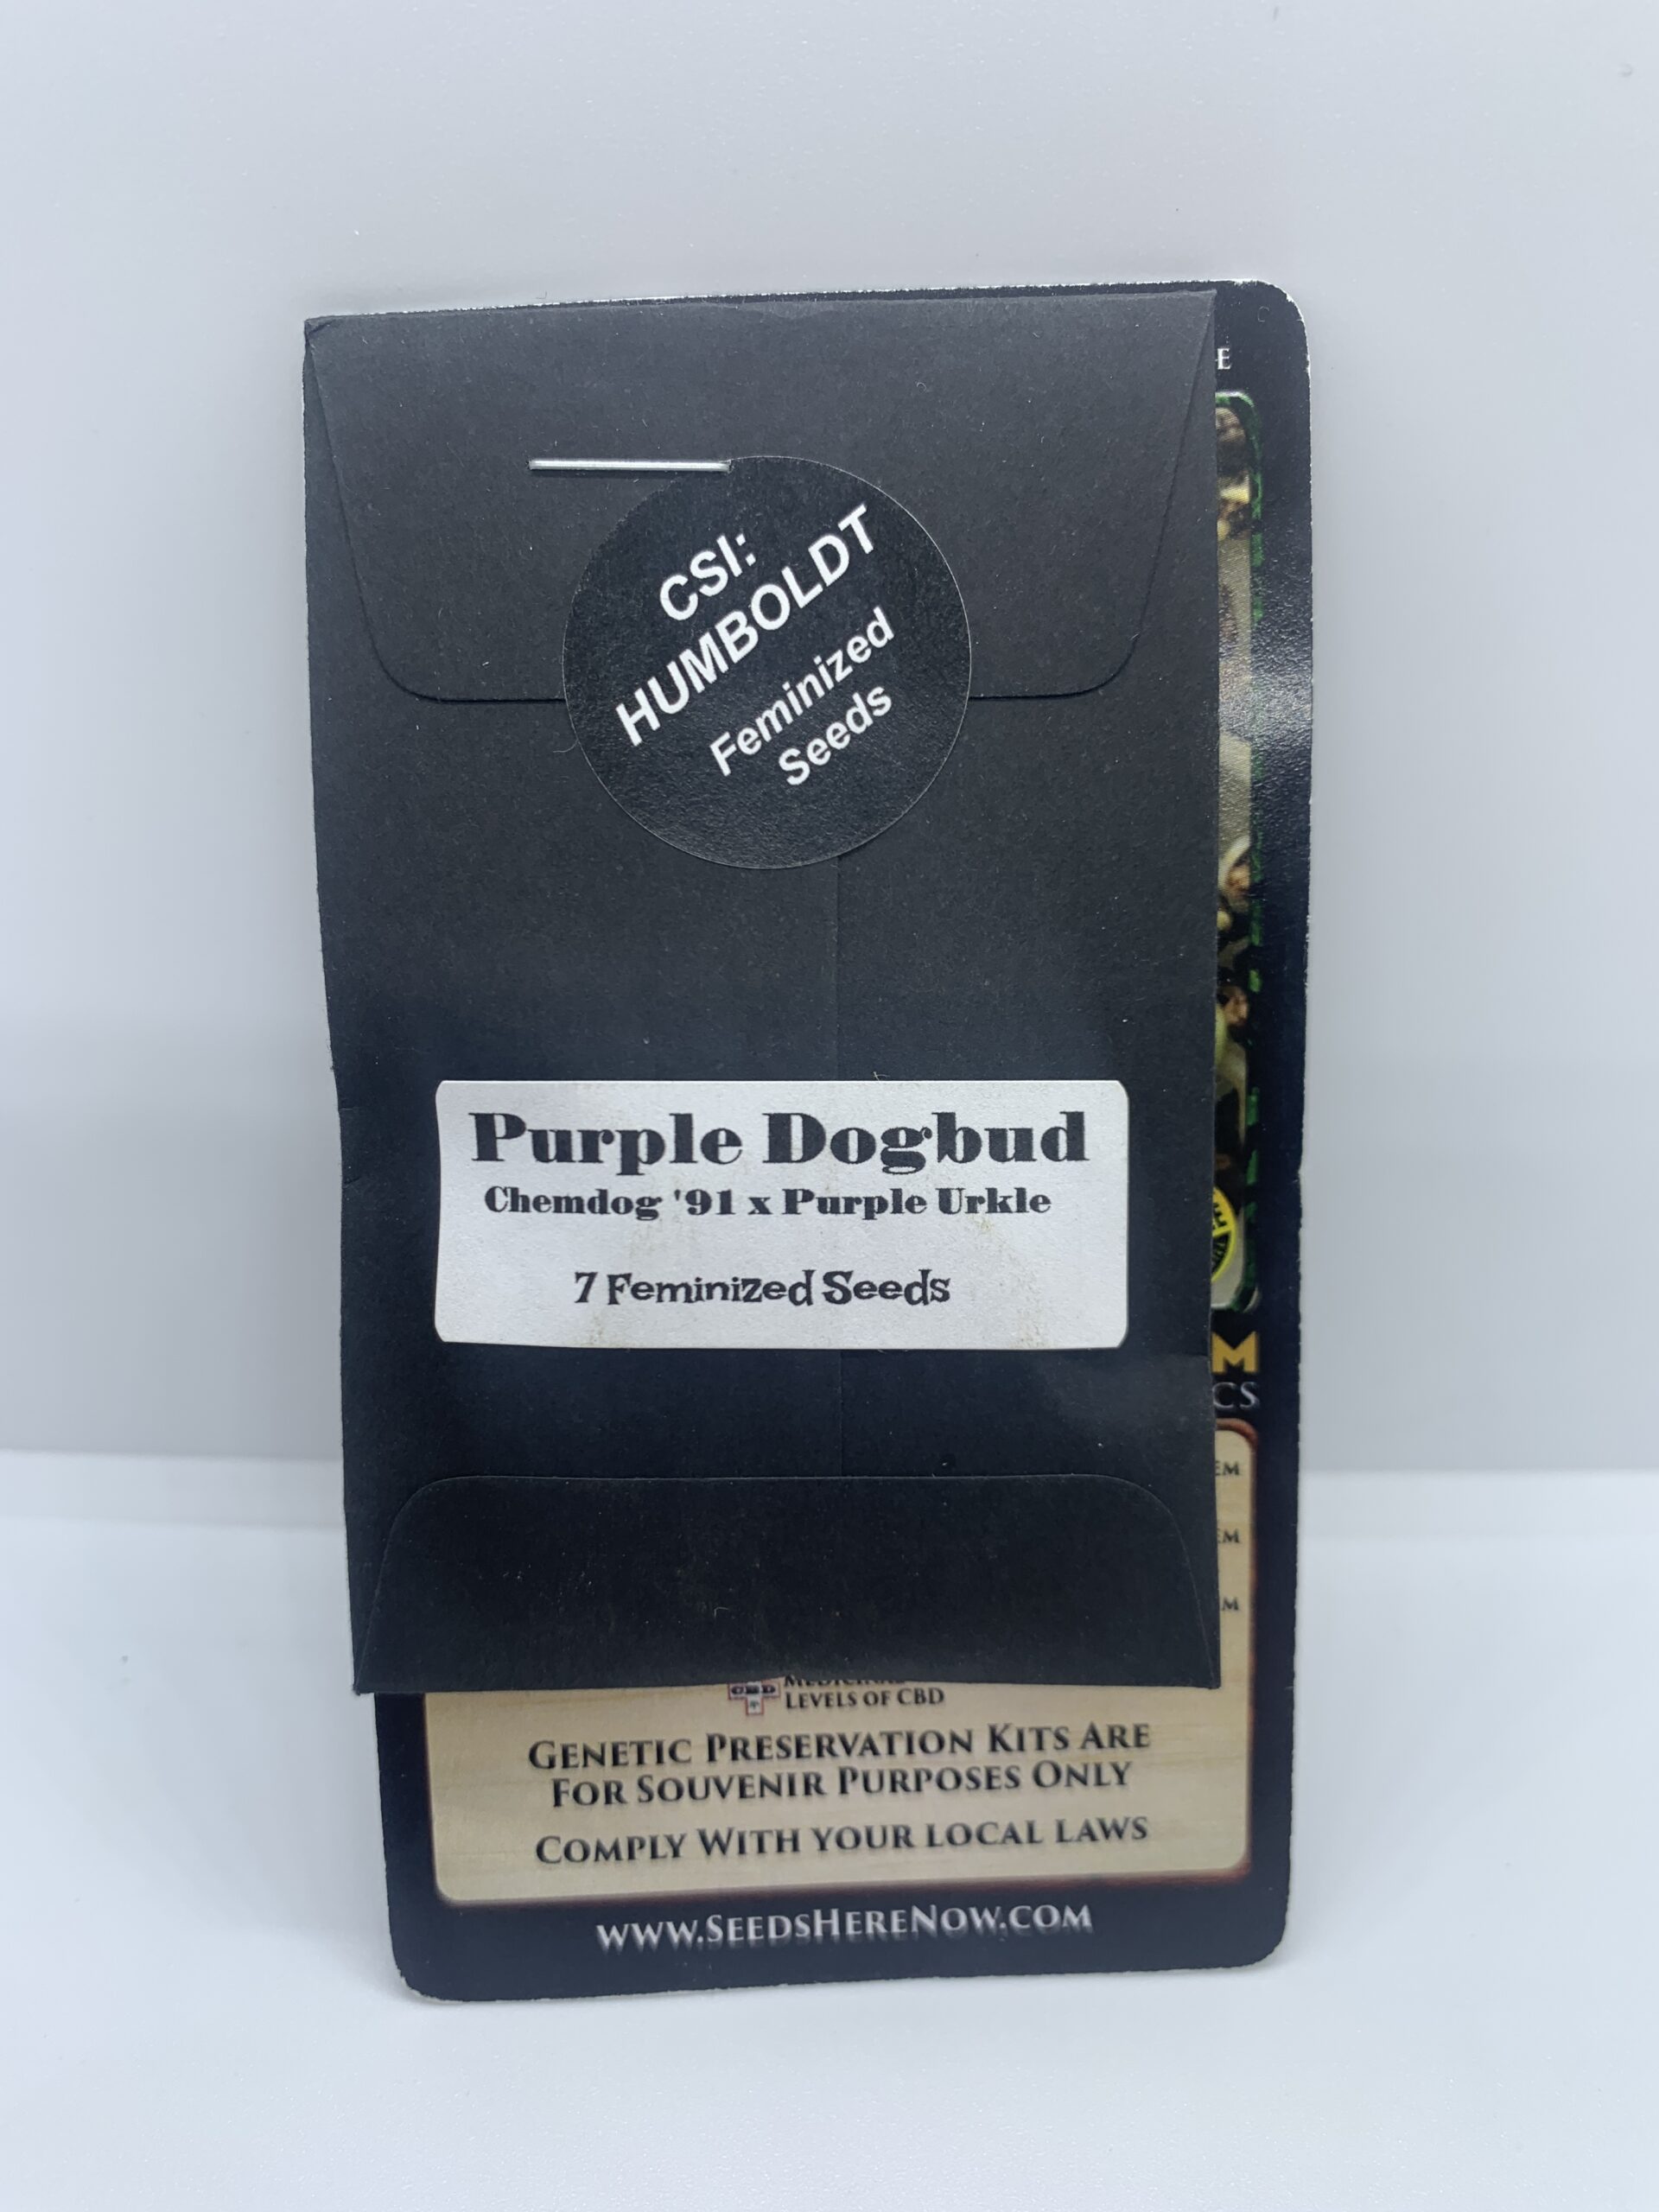 CSI:
HUMBOLDT
Feminized
Seeds
Purple Dogbud
Chemdog '91 x Purple Urkle
7 Feminized Seeds
LEVELS OF CBD
GENETIC PRESERVATION KITS ARE
FOR SOUVENIR PURPOSES ONLY
COMPLY WITH YOUR LOCAL LAWS
WWW.SEEDSHERENOW.COM